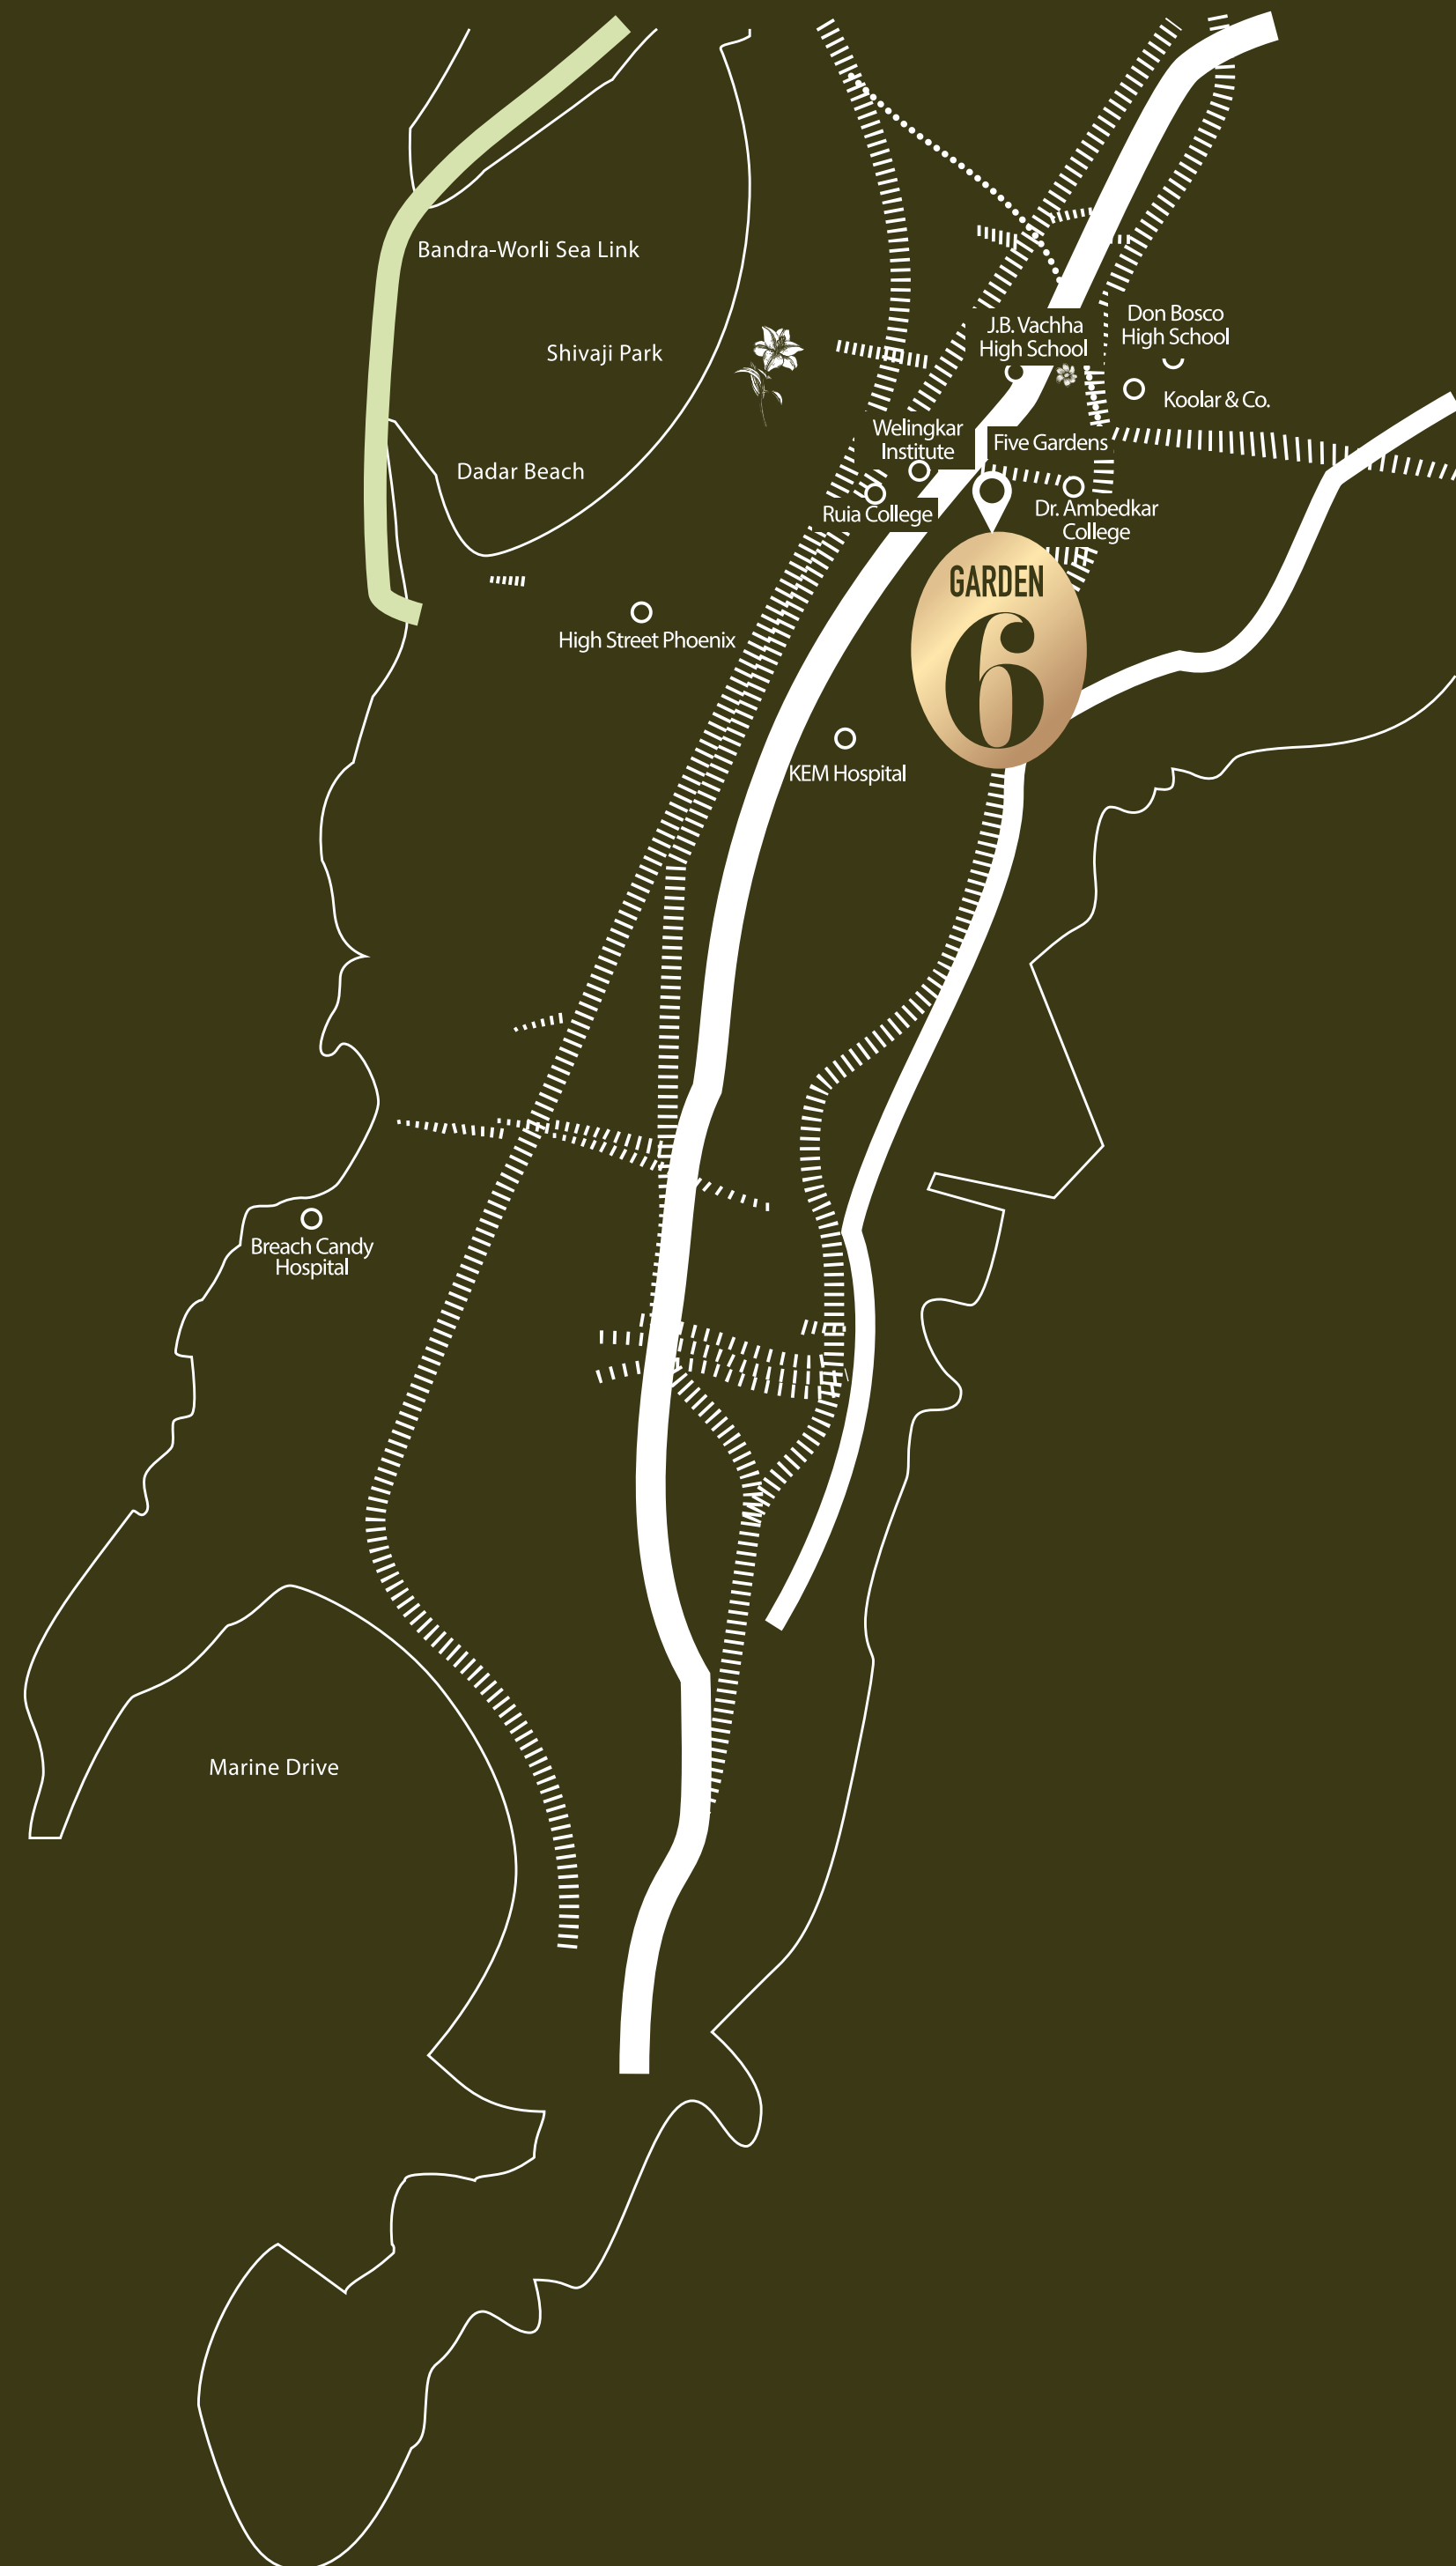 Bandra-Worli Sea Link
Shivaji Park
Dadar Beach
J.B. Vachha
High School
Don Bosco
High School
Koolar & Co.
Welingkar
Institute
Five Gardens
Ruia College
Dr. Ambedkar
College
GARDEN
6
High Street Phoenix
KEM Hospital
Breach Candy
Hospital
Marine Drive